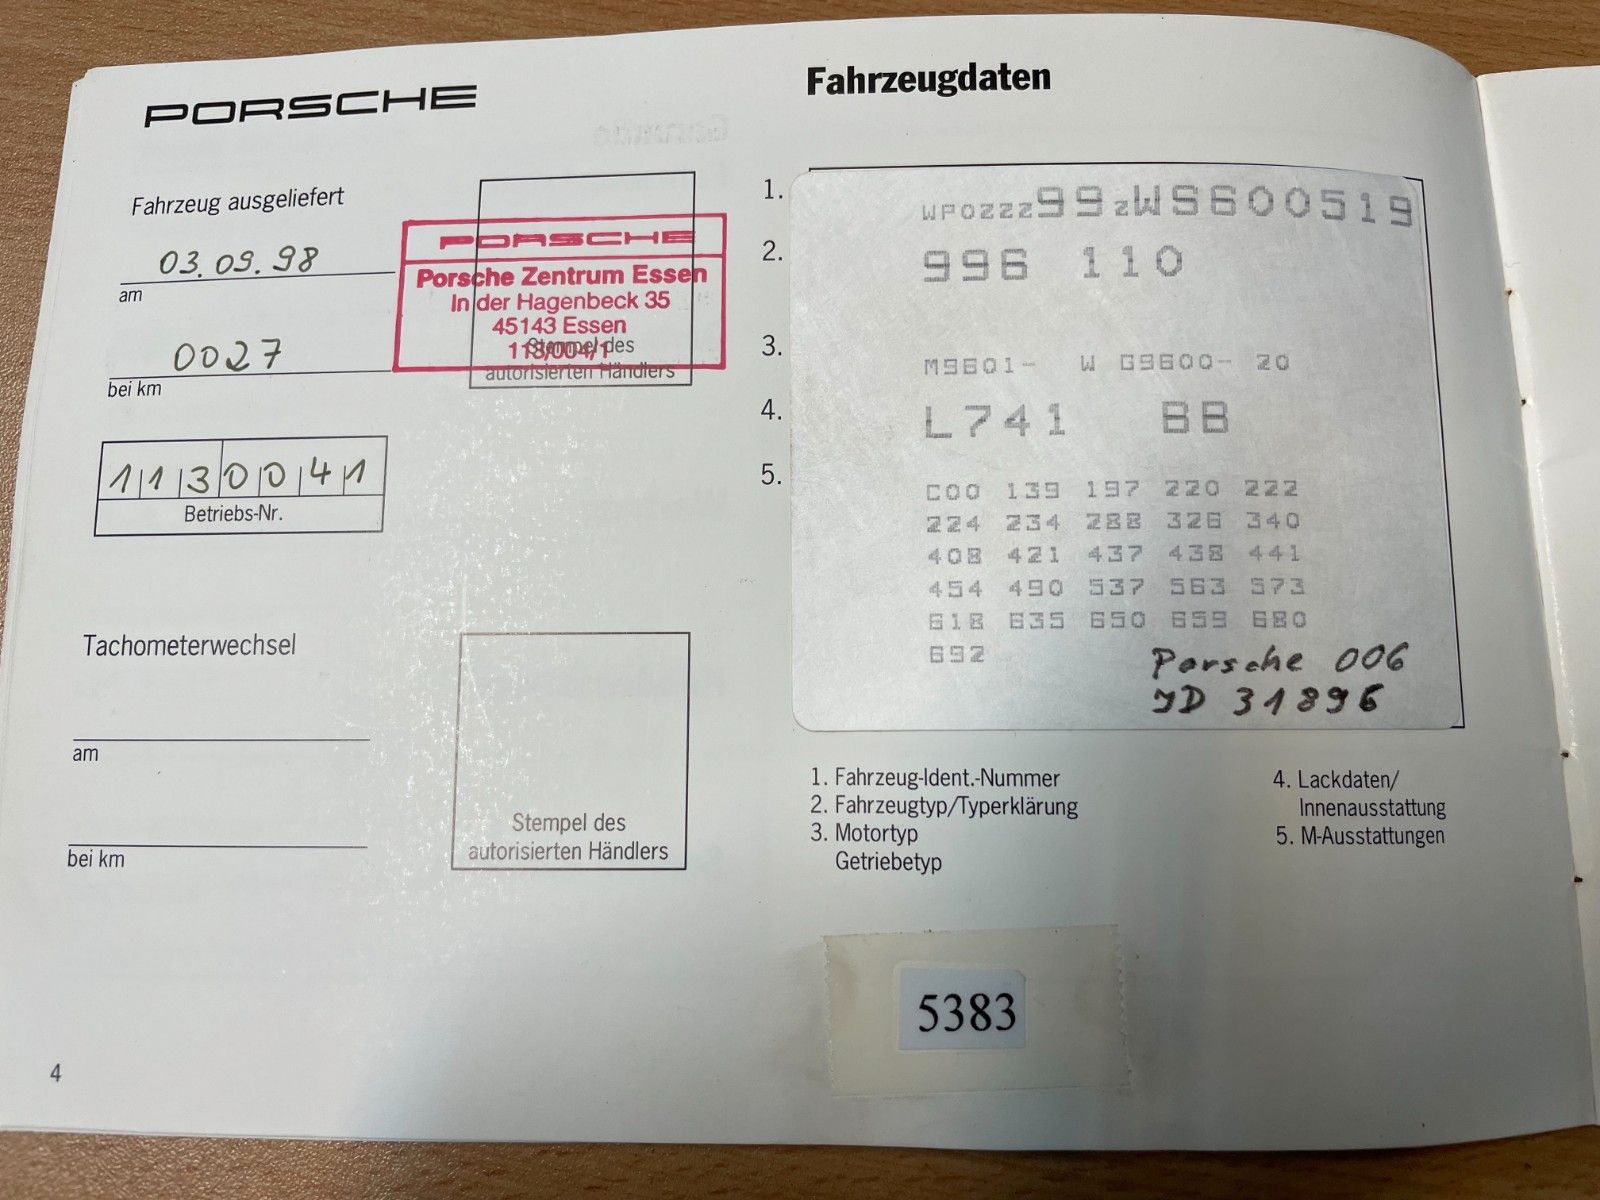 PORSCHE
Fahrzeug ausgeliefert
03.09.98
am
0027
bei km
PORSCHE
Porsche Zentrum Essen
In der Hagenbeck 35
45143 Essen
113/004/1
Stempel des
autorisierten Händlers
1130041
Betriebs-Nr.
Tachometerwechsel
am
bei km
Stempel des
autorisierten Händlers
4
Fahrzeugdaten
1. WP0ZZZ99ZWS600519
2. 996 110
3. M9601- W G9600- 20
4. L741 BB
5. C00 139 197 220 222
224 234 288 326 340
408 421 437 438 441
454 490 537 563 573
618 635 650 659 680
692
Porsche 006
JD 31896
1. Fahrzeug-Ident.-Nummer
2. Fahrzeugtyp/Typerklärung
3. Motortyp
Getriebetyp
4. Lackdaten/
Innenausstattung
5. M-Ausstattungen
5383